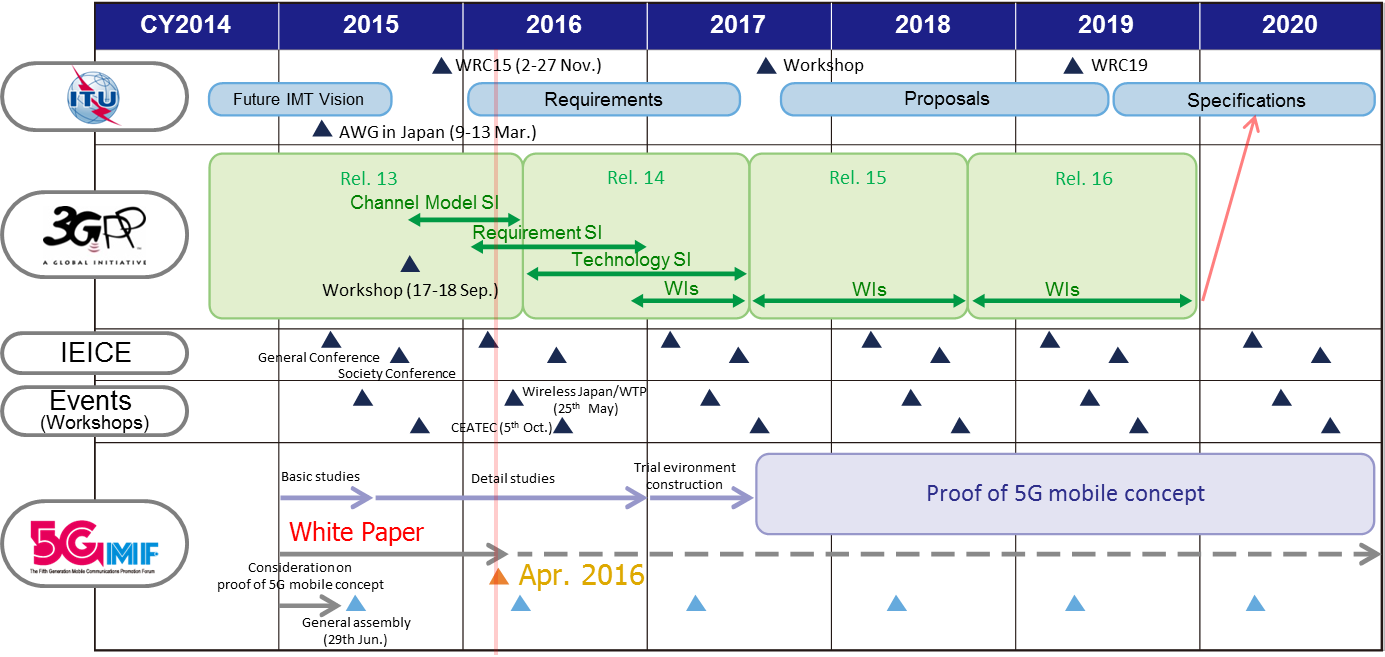 CY2014 2015 2016 2017 2018 2019 2020
ITU
WRC15 (2-27 Nov.) Workshop WRC19
Future IMT Vision Requirements Proposals Specifications
AWG in Japan (9-13 Mar.)
3GPP
A GLOBAL INITIATIVE
Rel. 13 Rel. 14 Rel. 15 Rel. 16
Channel Model SI
Requirement SI
Technology SI
Workshop (17-18 Sep.)
WIs WIs WIs
IEICE
General Conference
Society Conference
Events
(Workshops)
Wireless Japan/WTP
(25th May)
CEATEC (5th Oct.)
5GMF
The Fifth Generation Mobile Communications Promotion Forum
Basic studies
Detail studies
Trial evironment
construction
Proof of 5G mobile concept
White Paper
Apr. 2016
Consideration on
proof of 5G mobile concept
General assembly
(29th Jun.)